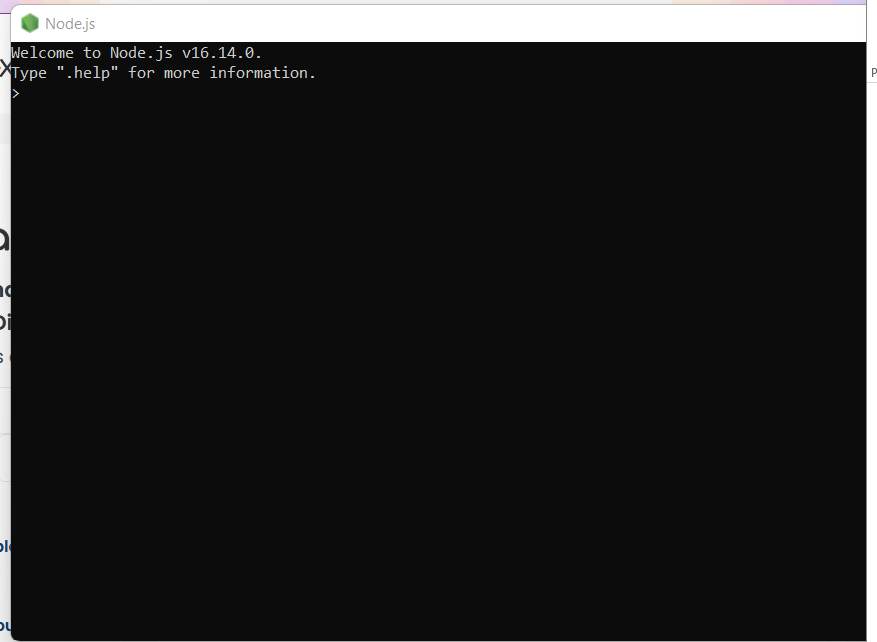 Node.js
Welcome to Node.js v16.14.0.
Type ".help" for more information.
>